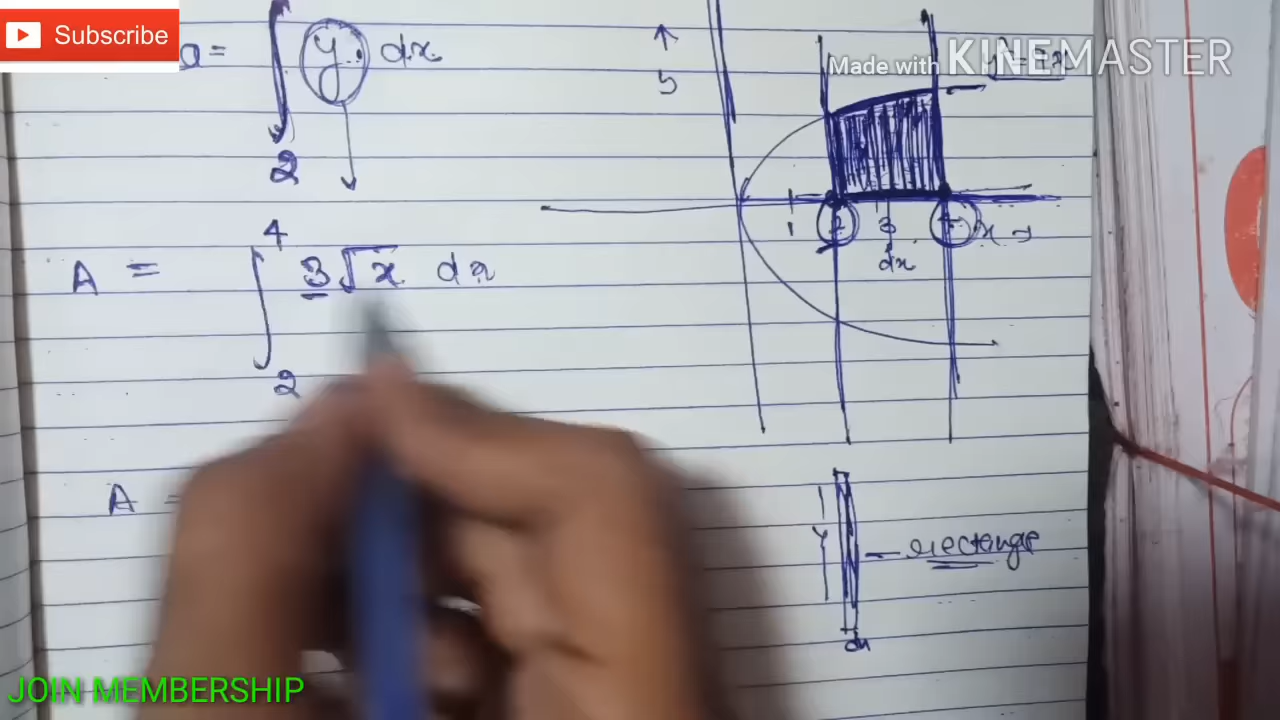 Subscribe
a = ∫ y dx
2
Made with KINEMASTER
y
1 2 3 4 x →
dx
4
A = ∫ 3√x dx
2
A =
y
— rectangle
dx
JOIN MEMBERSHIP